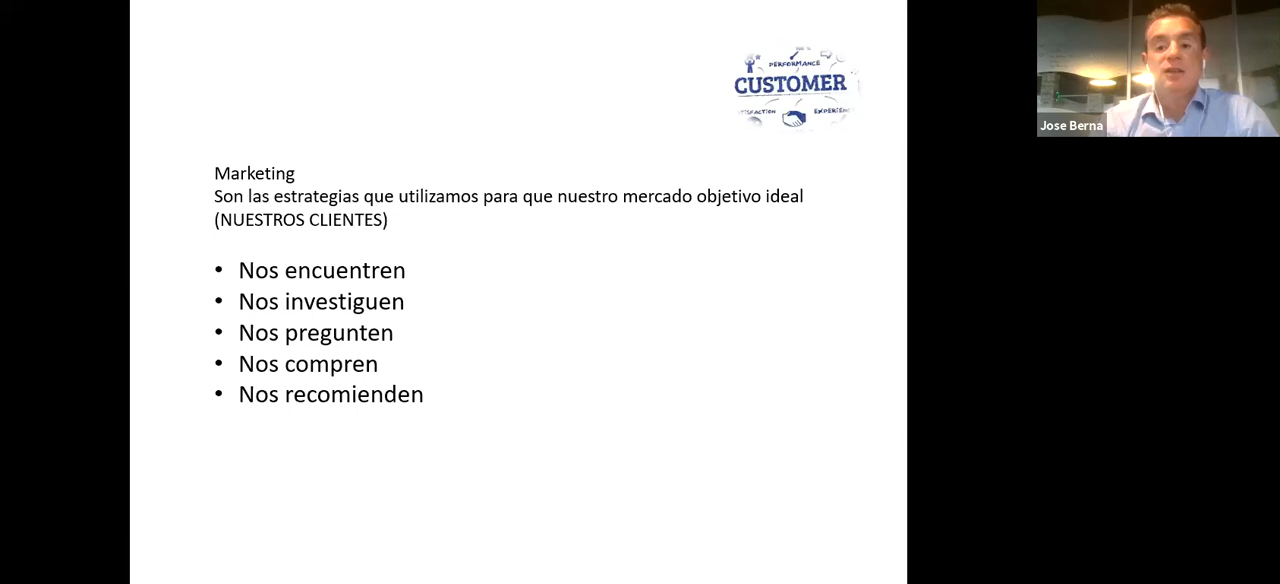 PERFORMANCE
CUSTOMER
EXPERIENC
Jose Berna
Marketing
Son las estrategias que utilizamos para que nuestro mercado objetivo ideal
(NUESTROS CLIENTES)
• Nos encuentren
• Nos investiguen
• Nos pregunten
• Nos compren
• Nos recomienden